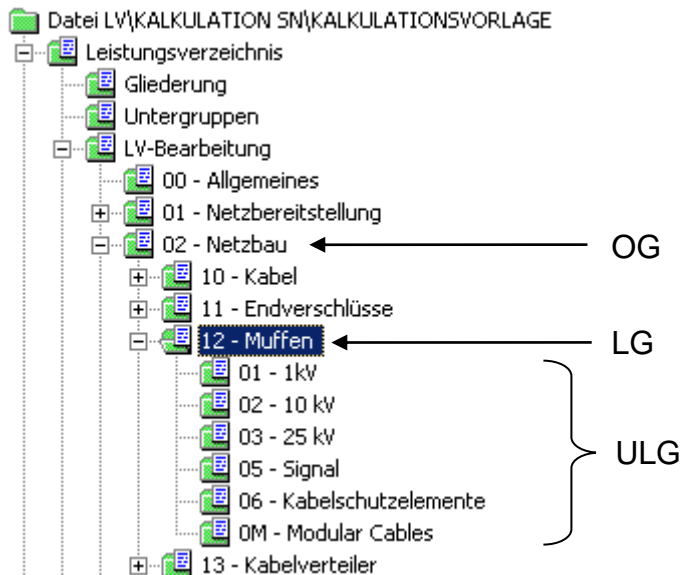 Datei LV\KALKULATION SN\KALKULATIONSVORLAGE
Leistungsverzeichnis
Gliederung
Untergruppen
LV-Bearbeitung
00 - Allgemeines
01 - Netzbereitstellung
02 - Netzbau OG
10 - Kabel
11 - Endverschlüsse
12 - Muffen LG
01 - 1kV
02 - 10 kV
03 - 25 kV
05 - Signal ULG
06 - Kabelschutzelemente
0M - Modular Cables
13 - Kabelverteiler